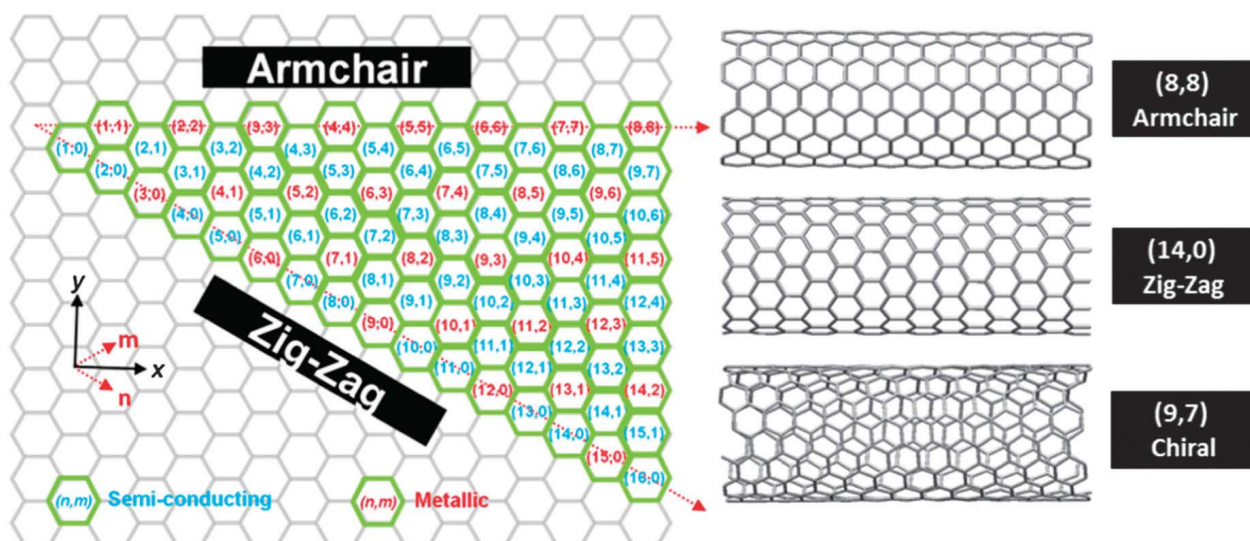 Armchair
(1,1) (2,2) (3,3) (4,4) (5,5) (6,6) (7,7) (8,8)
(1,0) (2,1) (3,2) (4,3) (5,4) (6,5) (7,6) (8,7)
(2,0) (3,1) (4,2) (5,3) (6,4) (7,5) (8,6) (9,7)
(3,0) (4,1) (5,2) (6,3) (7,4) (8,5) (9,6)
(4,0) (5,1) (6,2) (7,3) (8,4) (9,5) (10,6)
(5,0) (6,1) (7,2) (8,3) (9,4) (10,5)
(6,0) (7,1) (8,2) (9,3) (10,4) (11,5)
(7,0) (8,1) (9,2) (10,3) (11,4)
(8,0) (9,1) (10,2) (11,3) (12,4)
(9,0) (10,1) (11,2) (12,3)
(10,0) (11,1) (12,2) (13,3)
(11,0) (12,1) (13,2)
(12,0) (13,1) (14,2)
(13,0) (14,1)
(14,0) (15,1)
(15,0)
(16,0)
Zig-Zag
y
m
x
n
(n,m) Semi-conducting
(n,m) Metallic
(8,8)
Armchair
(14,0)
Zig-Zag
(9,7)
Chiral